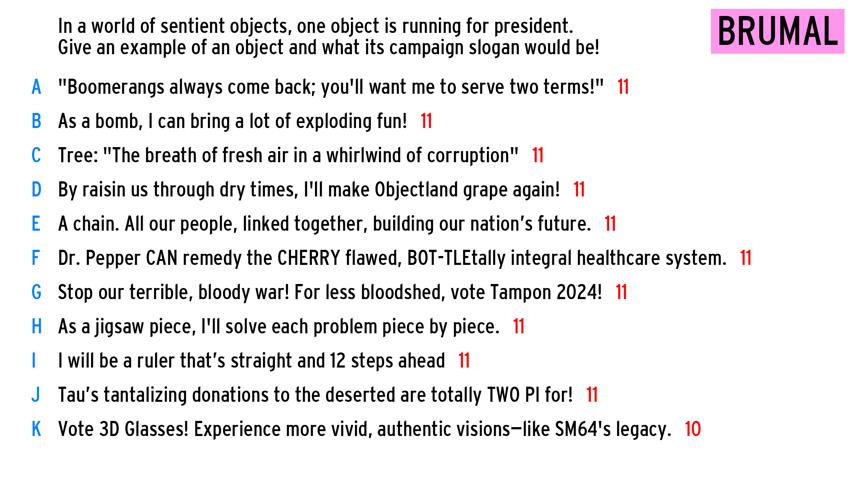 In a world of sentient objects, one object is running for president.
Give an example of an object and what its campaign slogan would be!
BRUMAL
A "Boomerangs always come back; you'll want me to serve two terms!" 11
B As a bomb, I can bring a lot of exploding fun! 11
C Tree: "The breath of fresh air in a whirlwind of corruption" 11
D By raisin us through dry times, I'll make Objectland grape again! 11
E A chain. All our people, linked together, building our nation’s future. 11
F Dr. Pepper CAN remedy the CHERRY flawed, BOT-TLEtally integral healthcare system. 11
G Stop our terrible, bloody war! For less bloodshed, vote Tampon 2024! 11
H As a jigsaw piece, I'll solve each problem piece by piece. 11
I I will be a ruler that’s straight and 12 steps ahead 11
J Tau’s tantalizing donations to the deserted are totally TWO PI for! 11
K Vote 3D Glasses! Experience more vivid, authentic visions—like SM64's legacy. 10